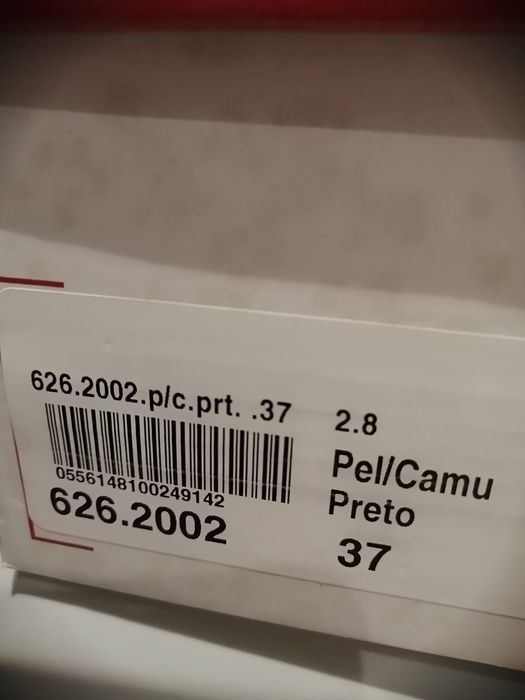 626.2002.p/c.prt. .37
0556148100249142
626.2002
2.8
Pel/Camu
Preto
37